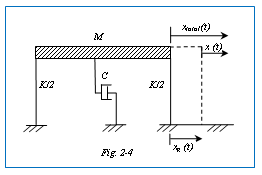 x_total (t)
M
x (t)
K/2
C
K/2
x_g (t)
Fig. 2-4